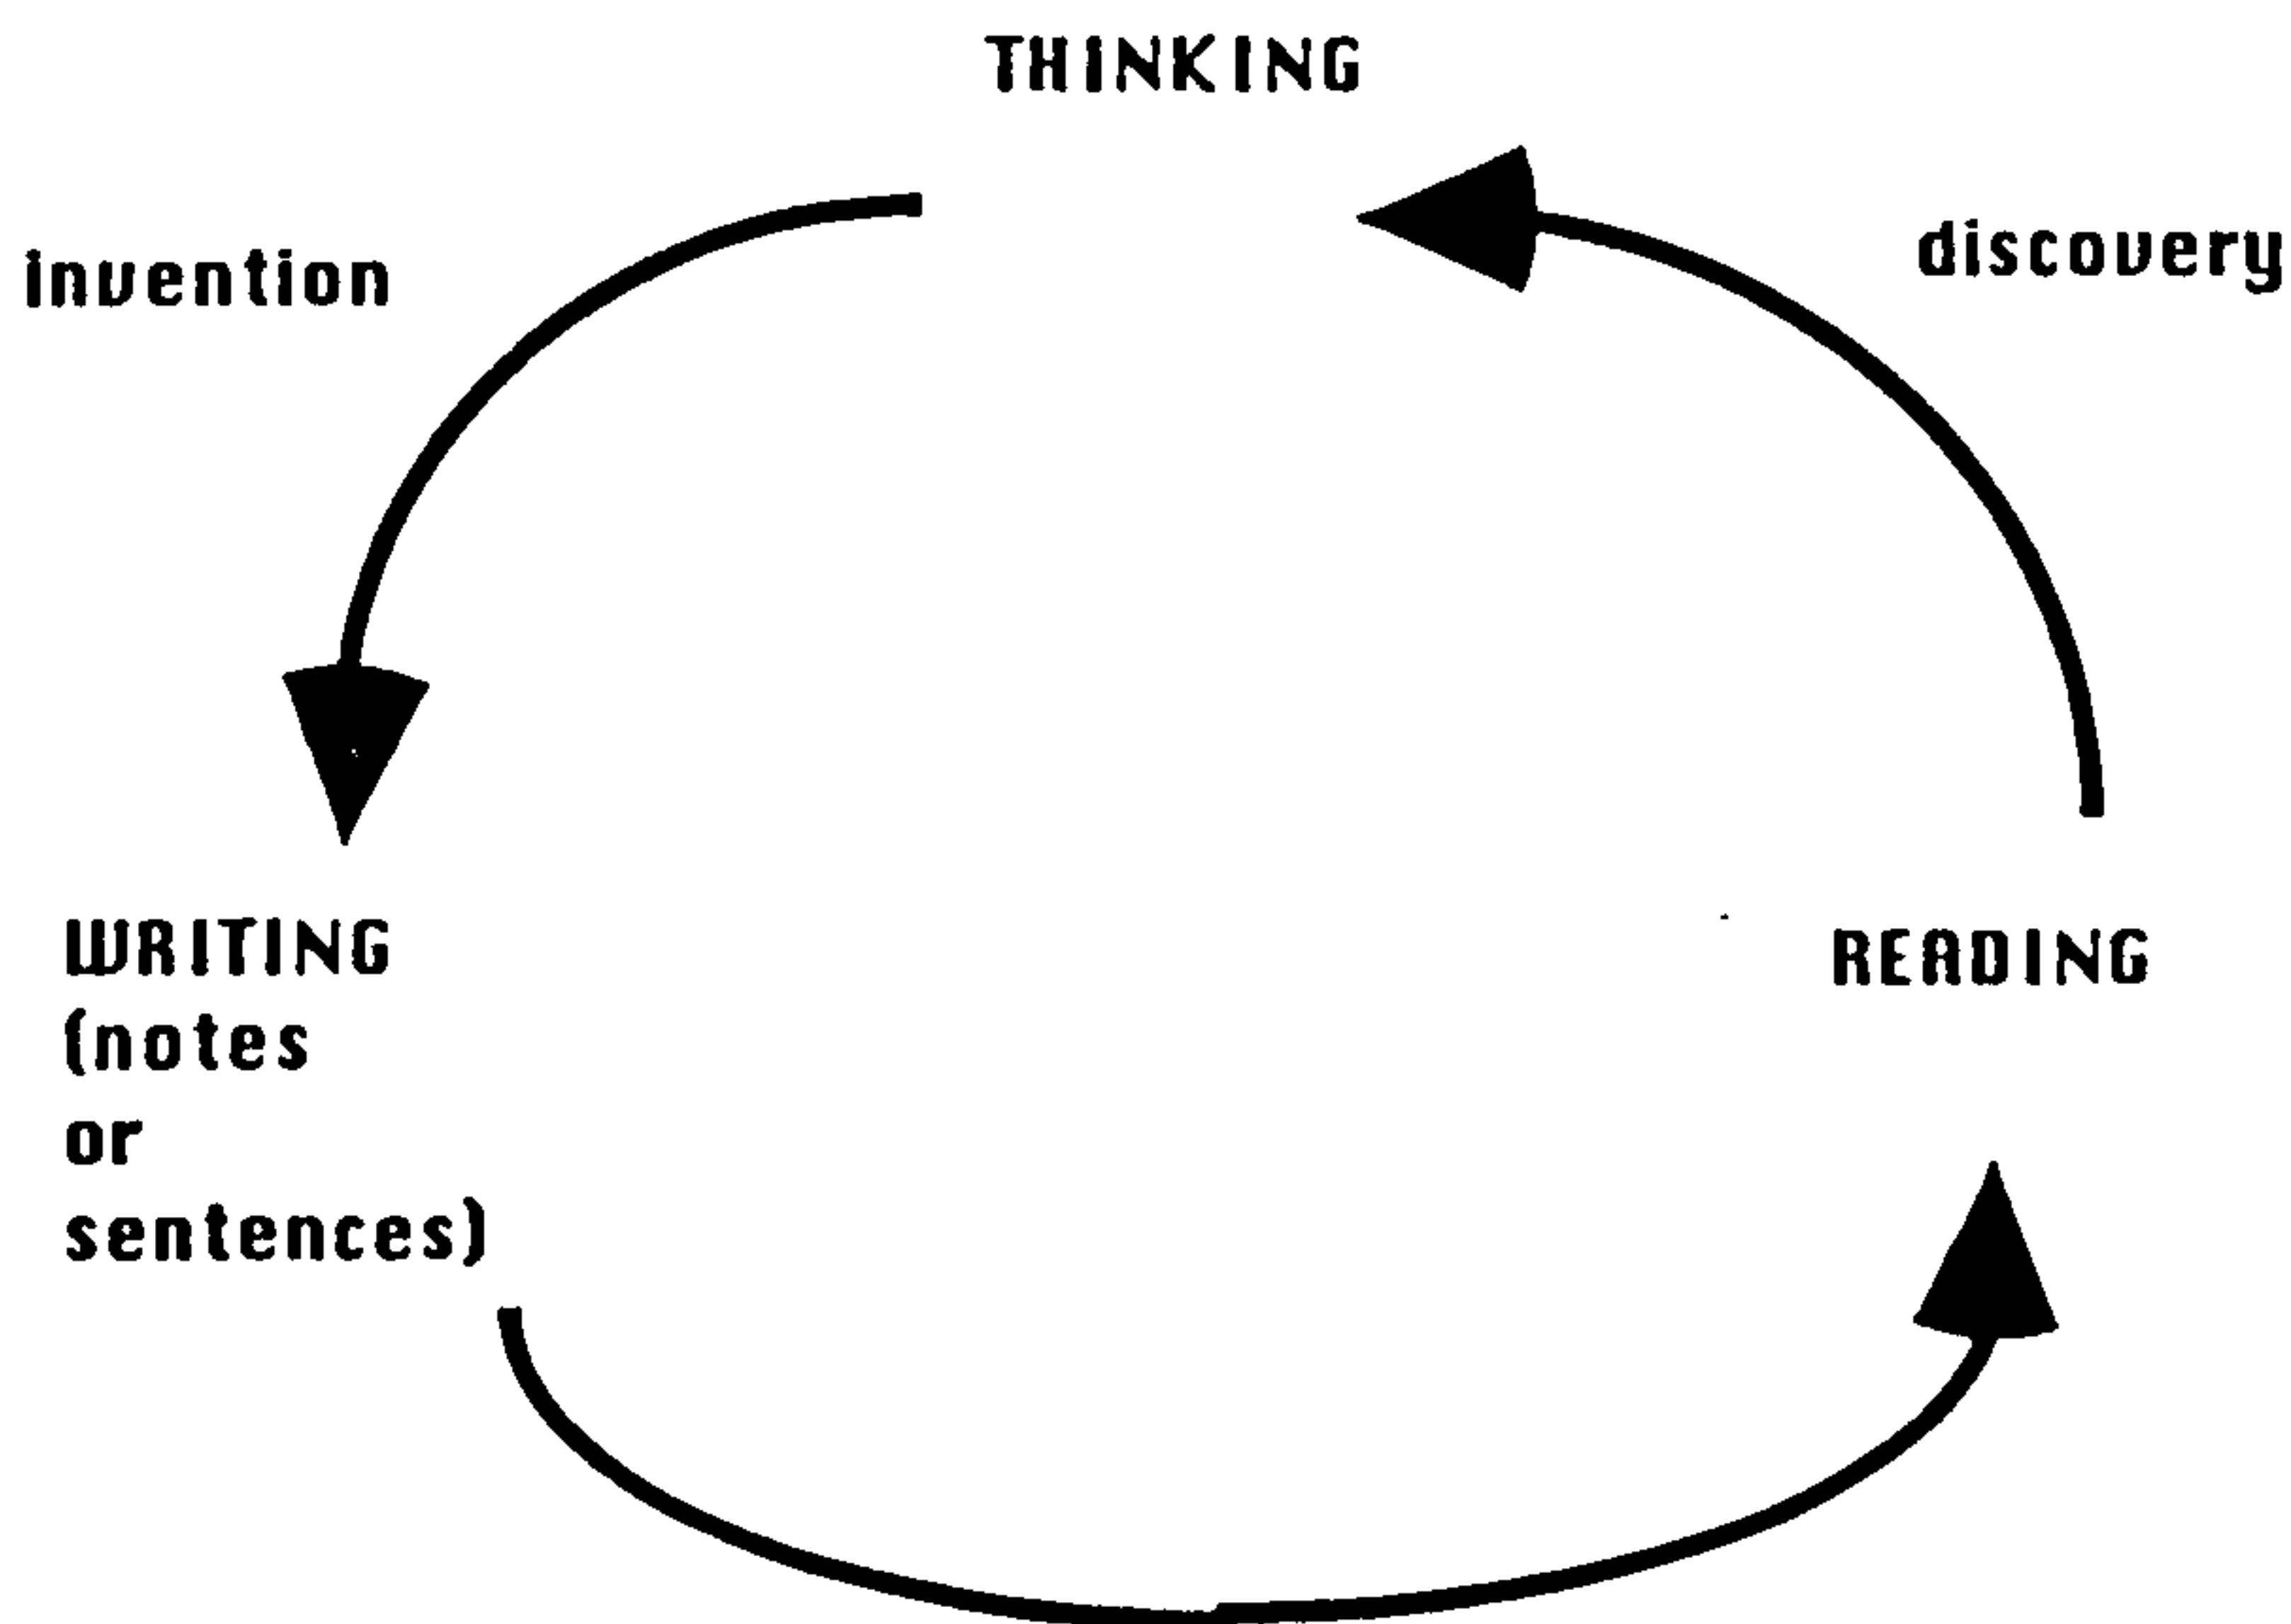 THINKING
invention
discovery
WRITING
(notes
or
sentences)
READING